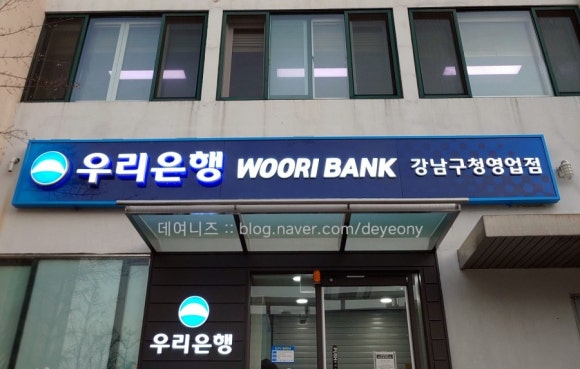 우리은행 WOORI BANK 강남구청영업점
데여니즈 :: blog.naver.com/deyeony
우리은행